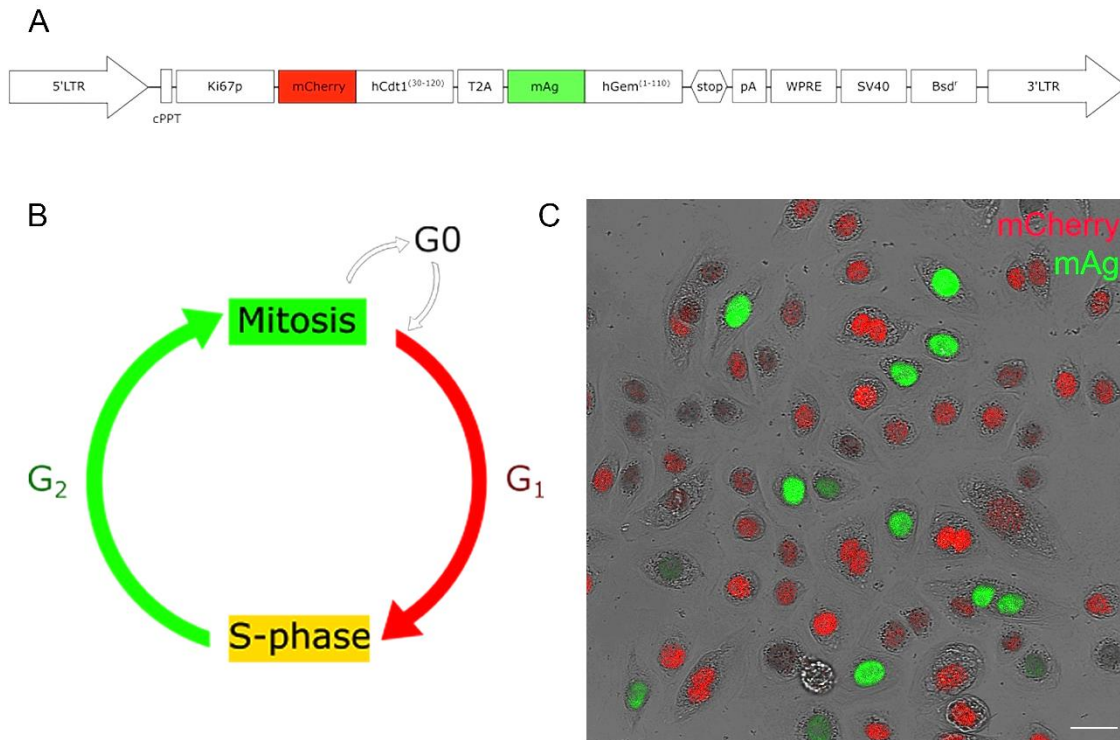 A
5'LTR
cPPT
Ki67p
mCherry
hCdt1(30-120)
T2A
mAg
hGem(1-110)
stop
pA
WPRE
SV40
Bsdr
3'LTR
B
G0
Mitosis
G2
G1
S-phase
C
mCherry
mAg